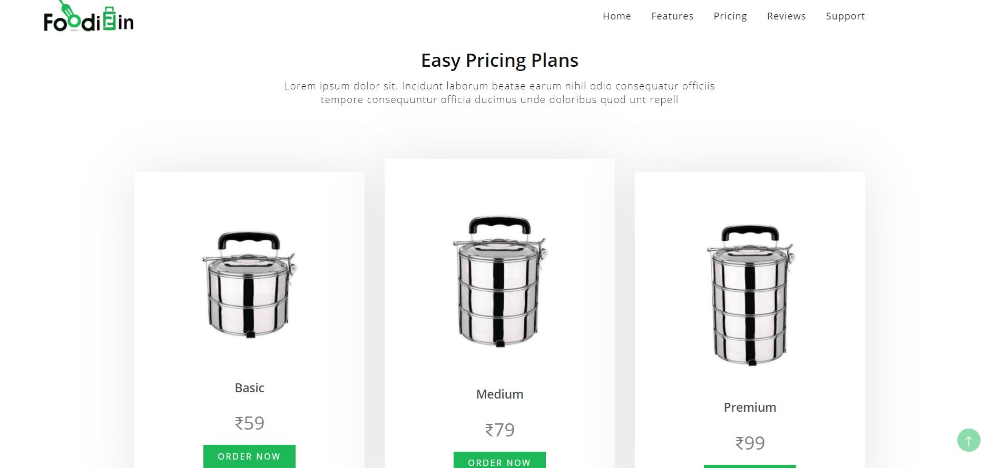 Foodiin
Home Features Pricing Reviews Support
Easy Pricing Plans
Lorem ipsum dolor sit. Incidunt laborum beatae earum nihil odio consequatur officiis
tempore consequuntur officia ducimus unde doloribus quod unt repell
Basic
₹59
ORDER NOW
Medium
₹79
ORDER NOW
Premium
₹99